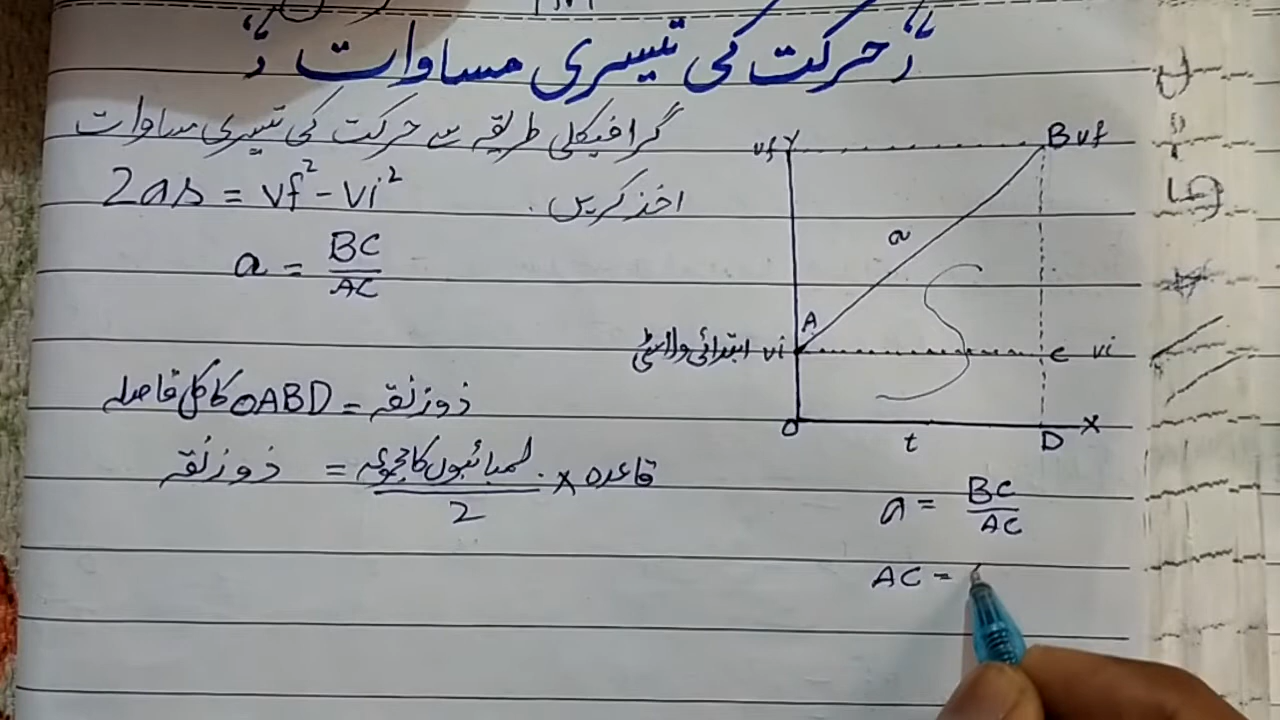 “حرکت کی تیسری مساوات”
گرافیکلی طریقہ سے حرکت کی تیسری مساوات
اخذ کریں. 2as = vf² - vi²
a = BC/AC
ذوزنقہ = OABD کا کل فاصلہ
ذوزنقہ = لمبائیوں کا مجموعہ/2 × قاعدہ
vf Y B vf
a
A
ابتدائی ولاسٹی vi C vi
O t D X
a = BC/AC
AC =